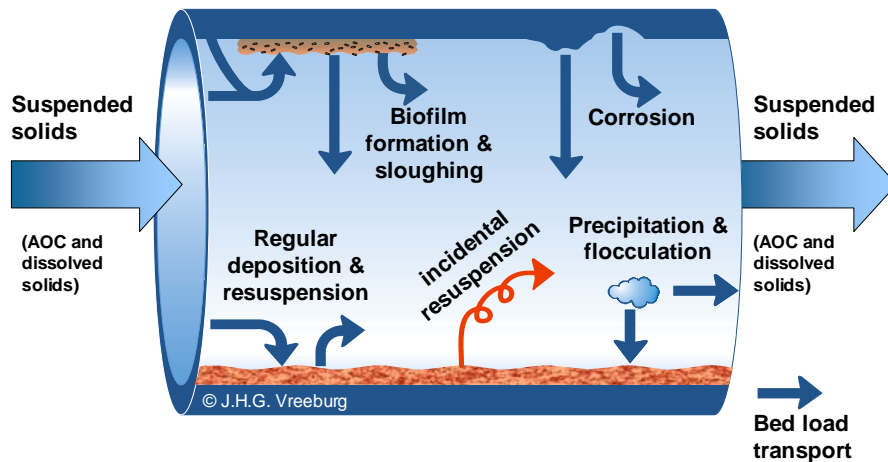 Suspended
solids
(AOC and
dissolved
solids)
Biofilm
formation &
sloughing
Corrosion
Regular
deposition &
resuspension
incidental
resuspension
Precipitation &
flocculation
© J.H.G. Vreeburg
Suspended
solids
(AOC and
dissolved
solids)
Bed load
transport